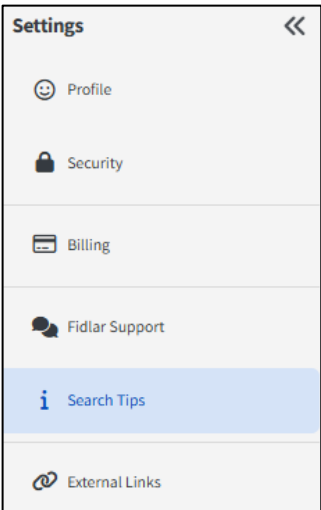 Settings
Profile
Security
Billing
Fidlar Support
Search Tips
External Links